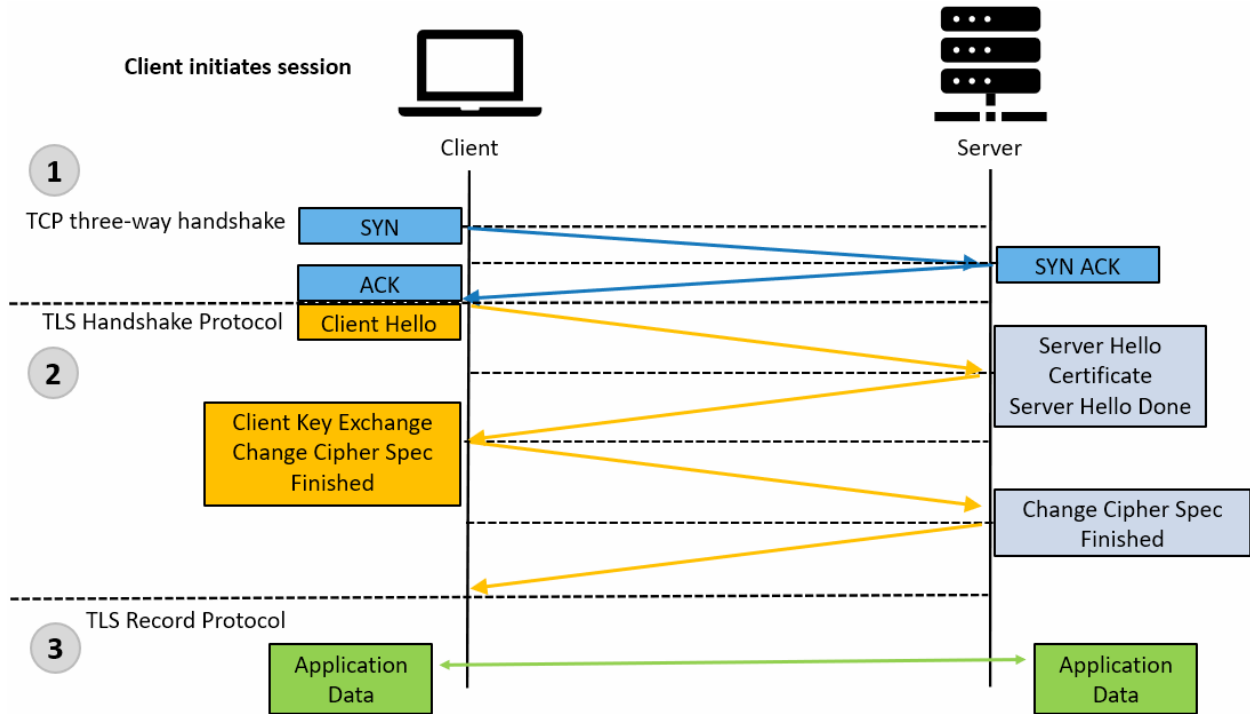 Client initiates session
Client
Server
1
TCP three-way handshake
SYN
SYN ACK
ACK
TLS Handshake Protocol
Client Hello
2
Server Hello
Certificate
Server Hello Done
Client Key Exchange
Change Cipher Spec
Finished
Change Cipher Spec
Finished
TLS Record Protocol
3
Application
Data
Application
Data